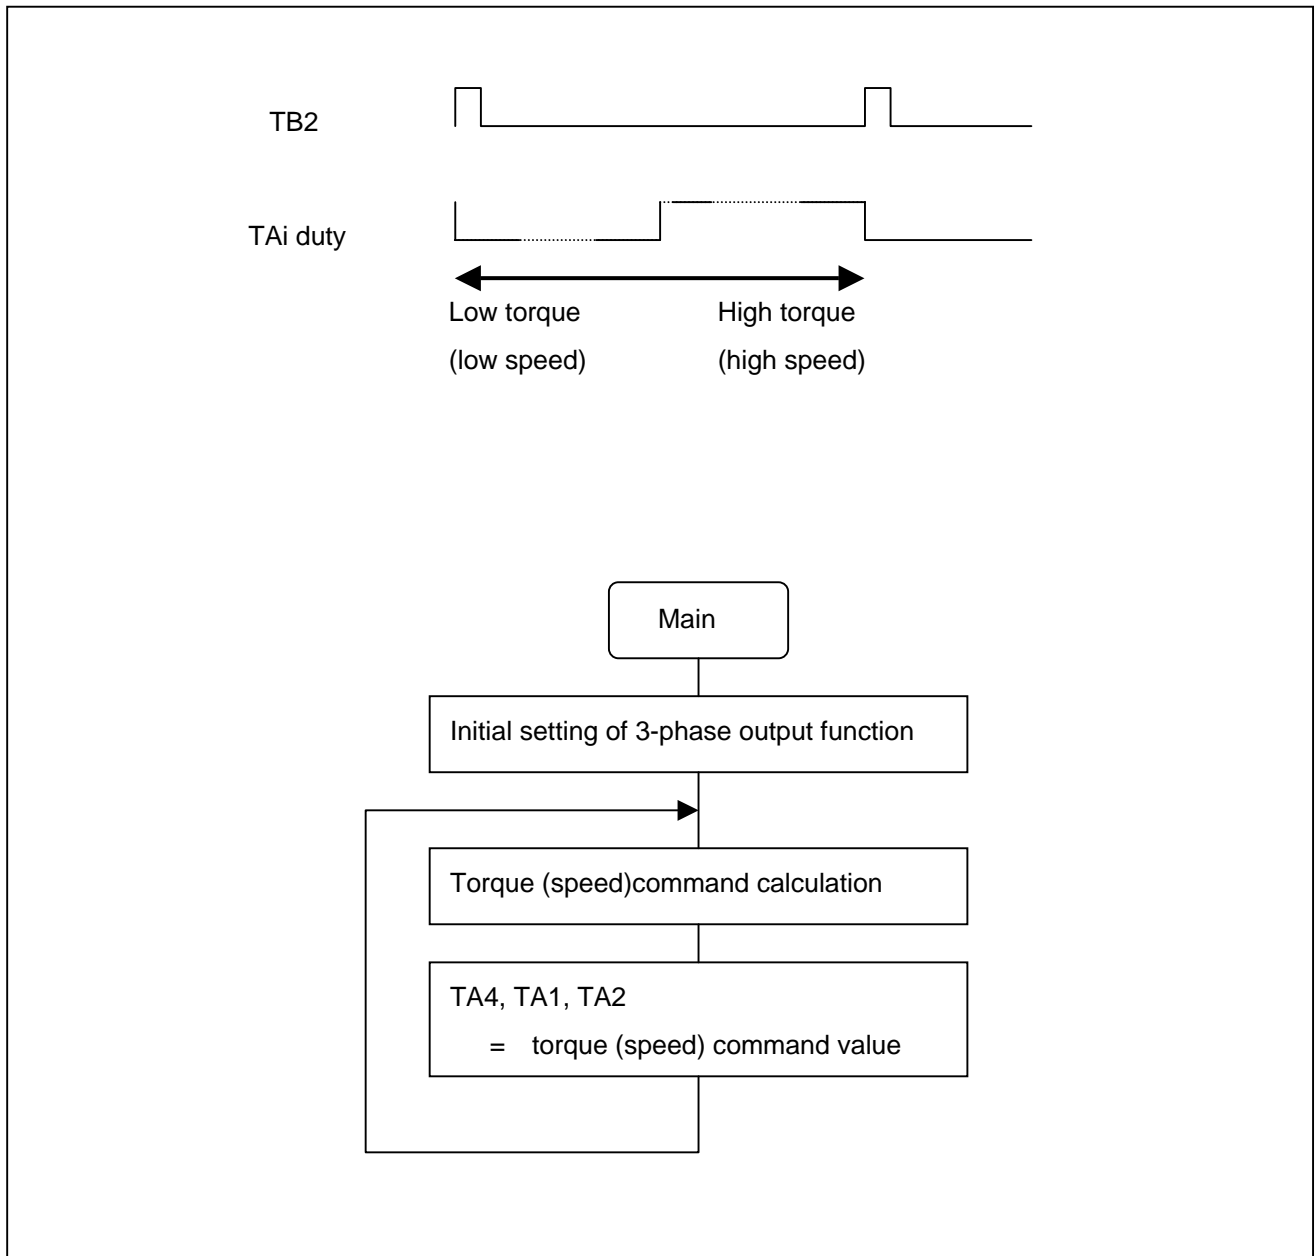 TB2
TAi duty
Low torque High torque
(low speed) (high speed)
Main
Initial setting of 3-phase output function
Torque (speed)command calculation
TA4, TA1, TA2
= torque (speed) command value